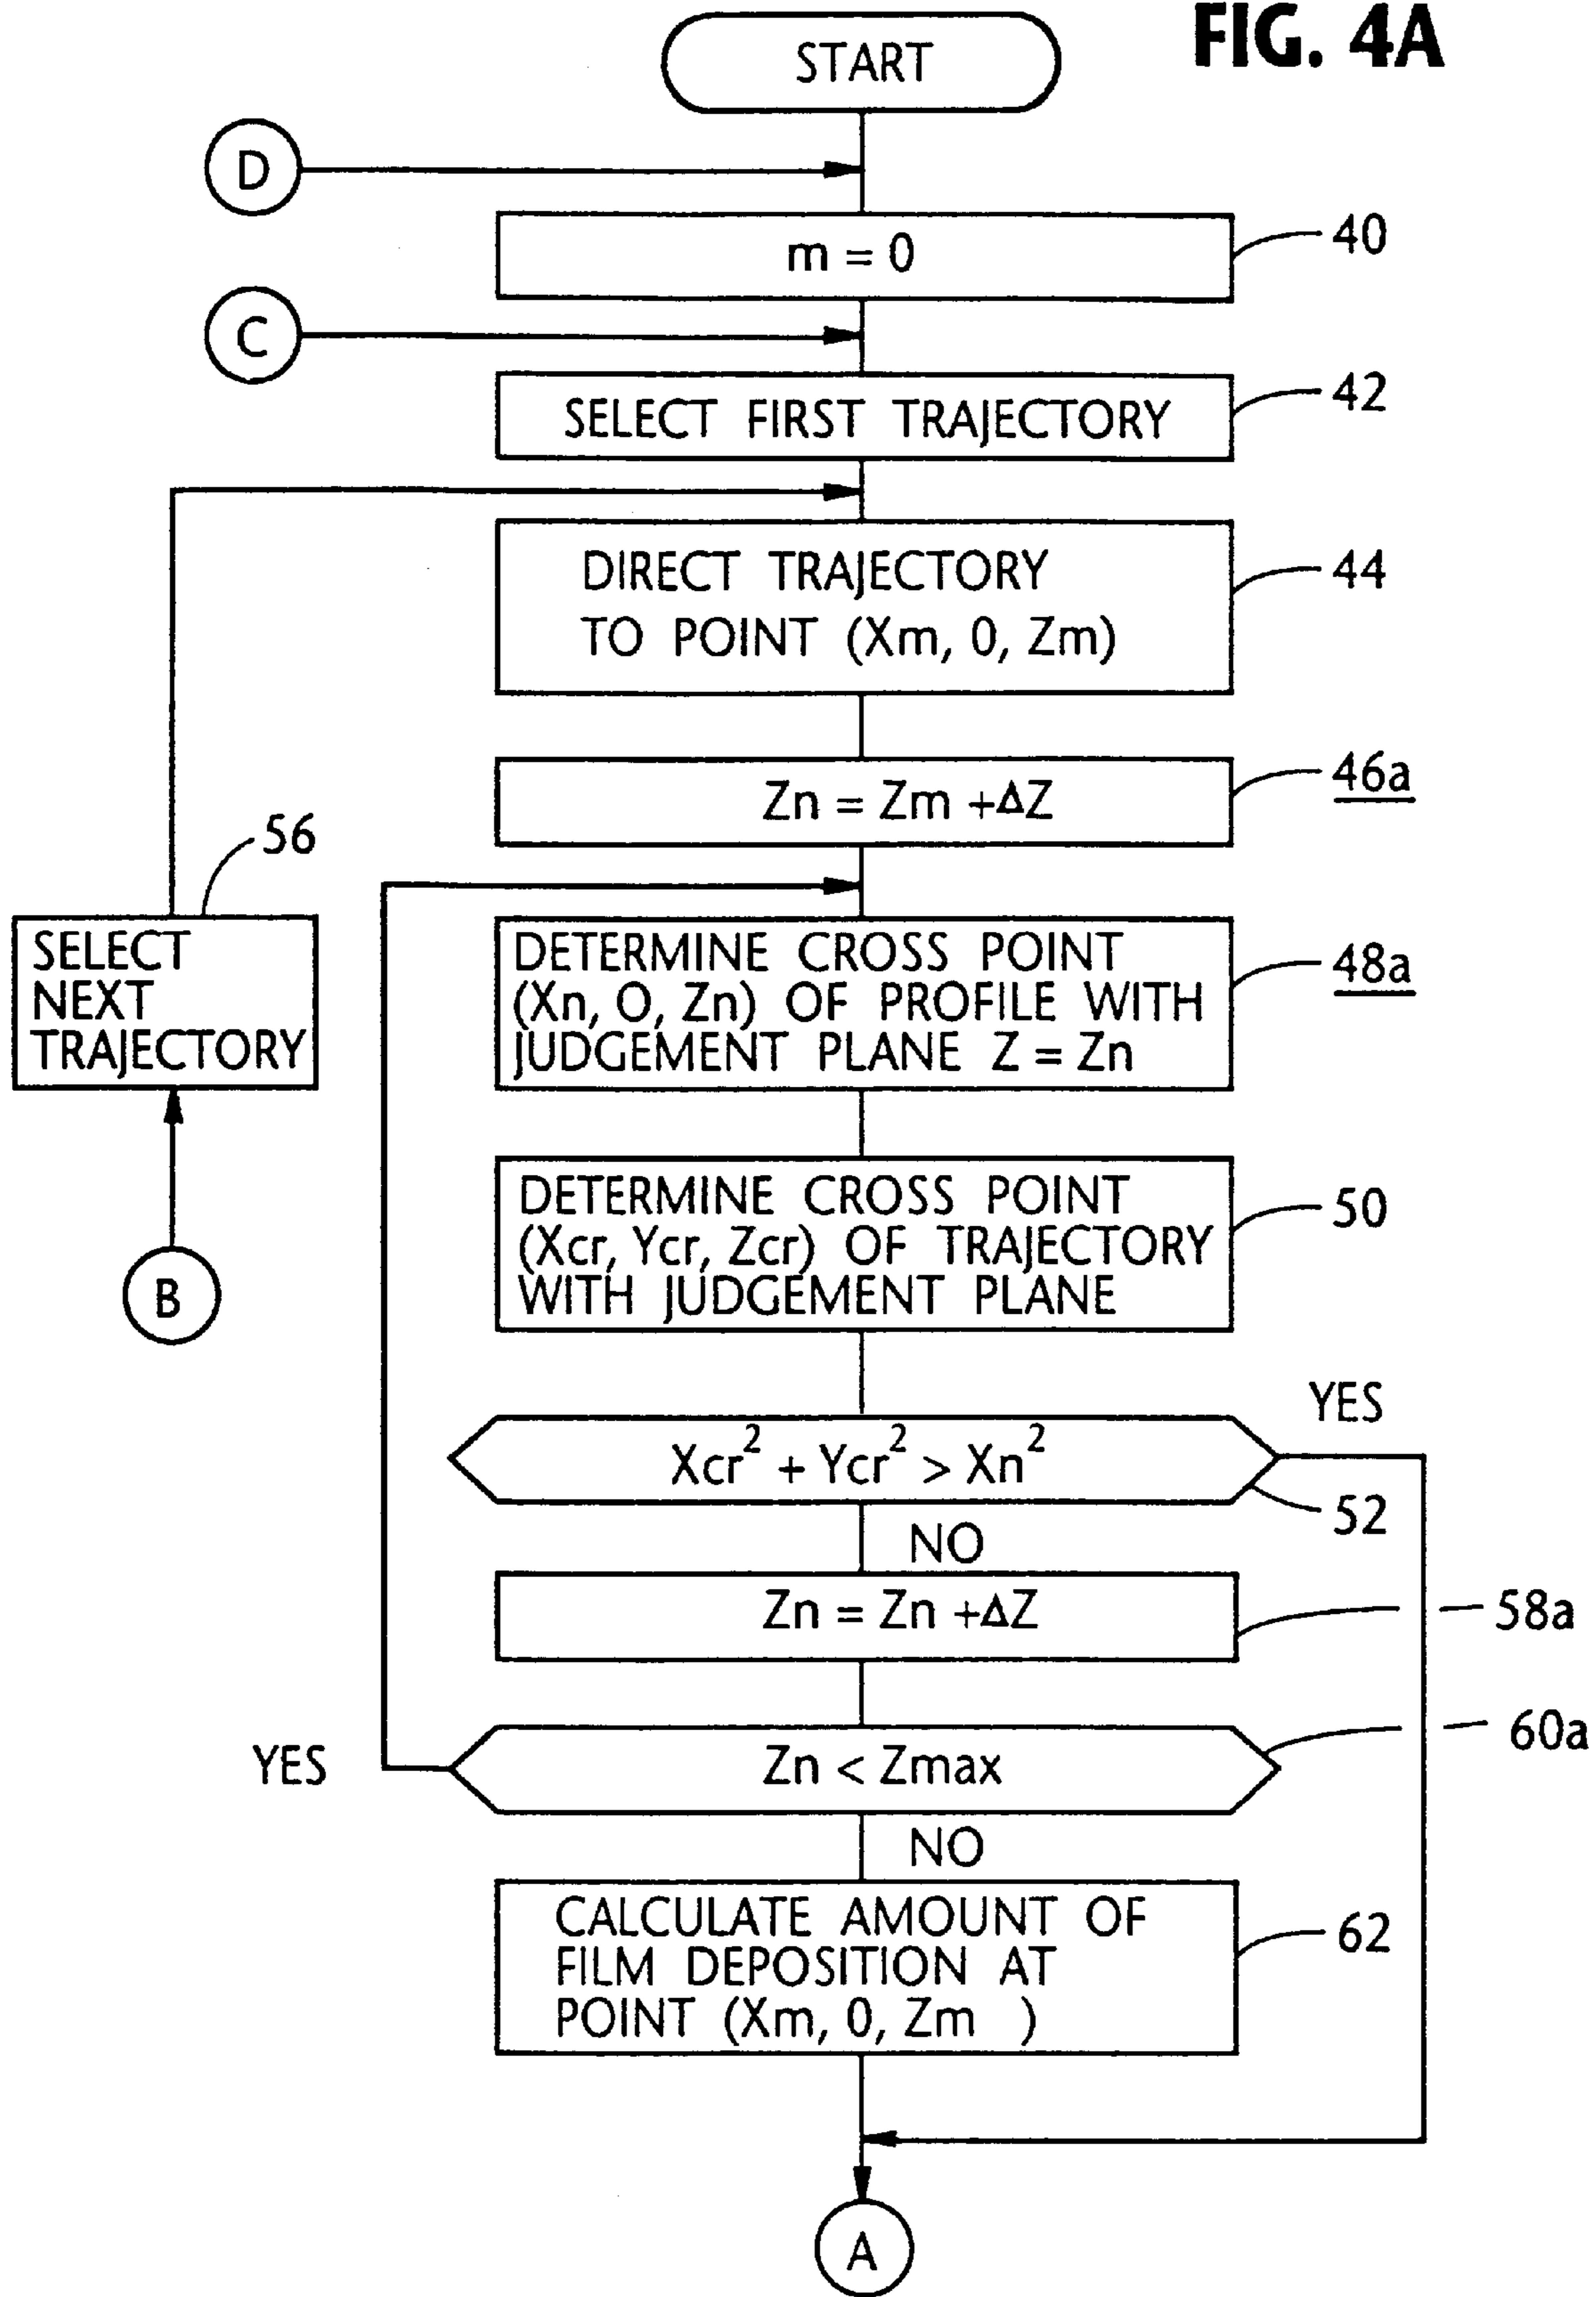 FIG. 4A
START
D
m = 0
40
C
SELECT FIRST TRAJECTORY
42
DIRECT TRAJECTORY
TO POINT (Xm, 0, Zm)
44
Zn = Zm +ΔZ
46a
56
SELECT
NEXT
TRAJECTORY
B
DETERMINE CROSS POINT
(Xn, O, Zn) OF PROFILE WITH
JUDGEMENT PLANE Z = Zn
48a
DETERMINE CROSS POINT
(Xcr, Ycr, Zcr) OF TRAJECTORY
WITH JUDGEMENT PLANE
50
Xcr² + Ycr² > Xn²
YES
52
NO
Zn = Zn +ΔZ
58a
Zn < Zmax
60a
YES
NO
CALCULATE AMOUNT OF
FILM DEPOSITION AT
POINT (Xm, 0, Zm )
62
A